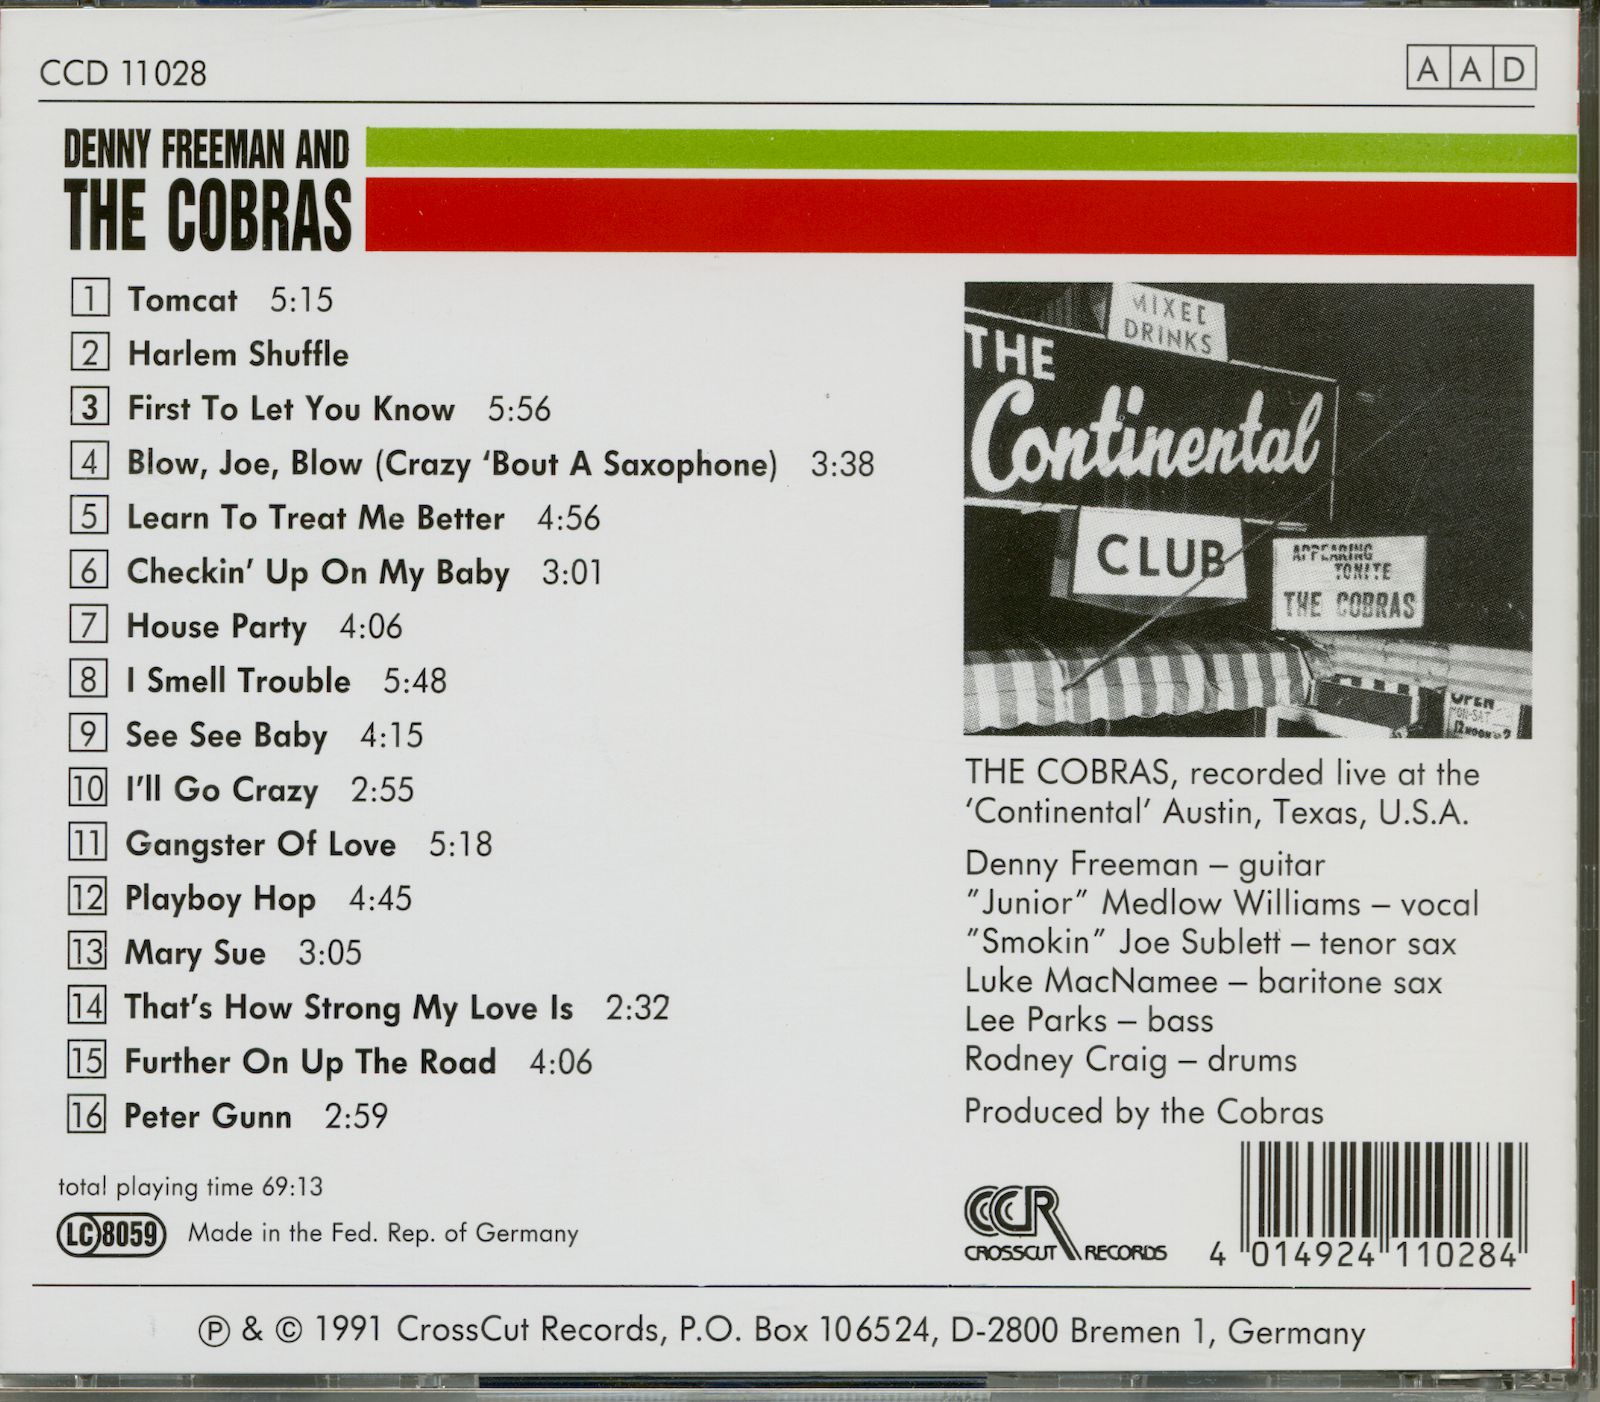 CCD 11028
A A D
DENNY FREEMAN AND
THE COBRAS
1 Tomcat 5:15
2 Harlem Shuffle
3 First To Let You Know 5:56
4 Blow, Joe, Blow (Crazy ‘Bout A Saxophone) 3:38
5 Learn To Treat Me Better 4:56
6 Checkin’ Up On My Baby 3:01
7 House Party 4:06
8 I Smell Trouble 5:48
9 See See Baby 4:15
10 I’ll Go Crazy 2:55
11 Gangster Of Love 5:18
12 Playboy Hop 4:45
13 Mary Sue 3:05
14 That’s How Strong My Love Is 2:32
15 Further On Up The Road 4:06
16 Peter Gunn 2:59
total playing time 69:13
LC 8059 Made in the Fed. Rep. of Germany
MIXED
DRINKS
THE
Continental
CLUB
APPEARING
TONITE
THE COBRAS
OPEN
MON-SAT
12 NOON
THE COBRAS, recorded live at the
‘Continental’ Austin, Texas, U.S.A.
Denny Freeman – guitar
”Junior” Medlow Williams – vocal
”Smokin” Joe Sublett – tenor sax
Luke MacNamee – baritone sax
Lee Parks – bass
Rodney Craig – drums
Produced by the Cobras
CCR
CROSSCUT RECORDS
4 014924 110284
Ⓟ & © 1991 CrossCut Records, P.O. Box 106524, D-2800 Bremen 1, Germany